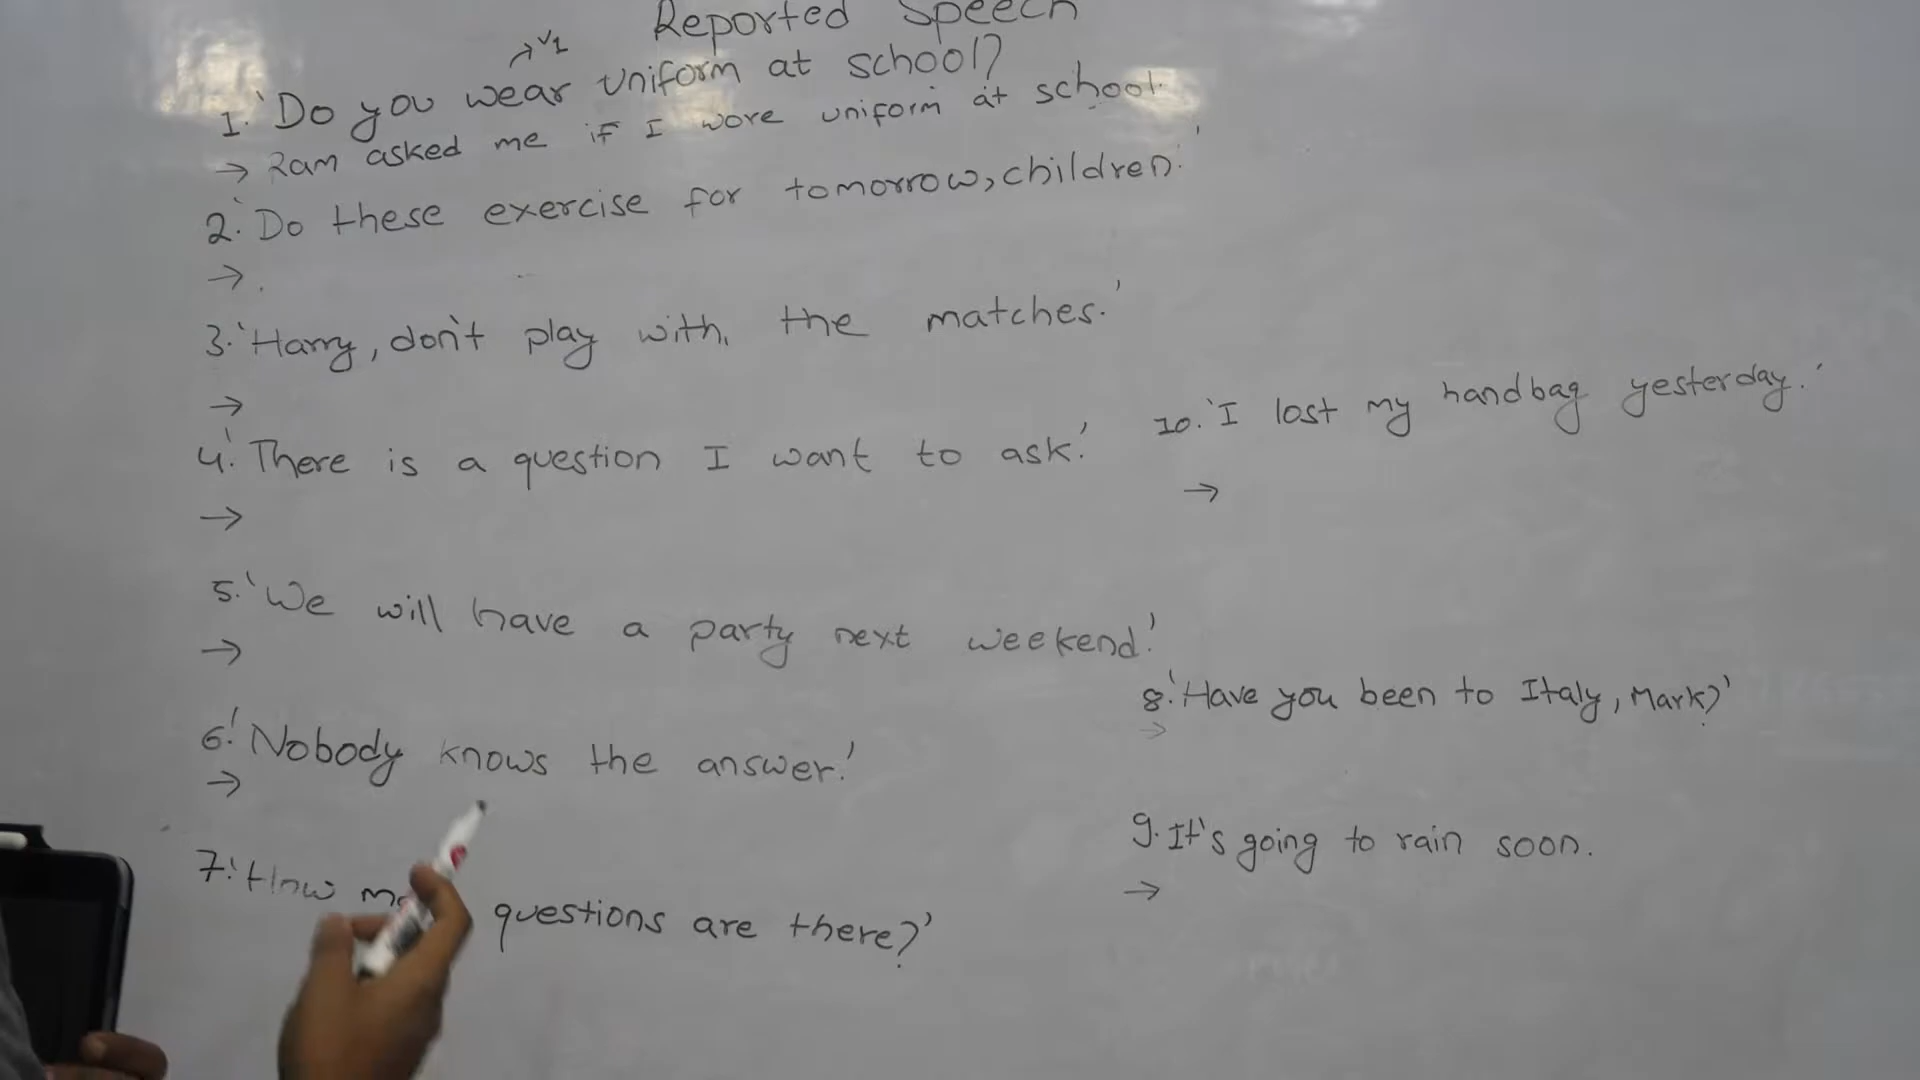 Reported Speech
→V1
1. 'Do you wear Uniform at school?
→ Ram asked me if I wore uniform at school.
2. 'Do these exercise for tomorrow, children.'
→.
3. 'Harry, don't play with the matches.'
→
4. 'There is a question I want to ask.'
→
5. 'We will have a party next weekend.'
→
6. 'Nobody knows the answer.'
→
7. 'How questions are there?'
10. 'I lost my handbag yesterday.'
→
8. 'Have you been to Italy, Mark?'
→
9. It's going to rain soon.
→